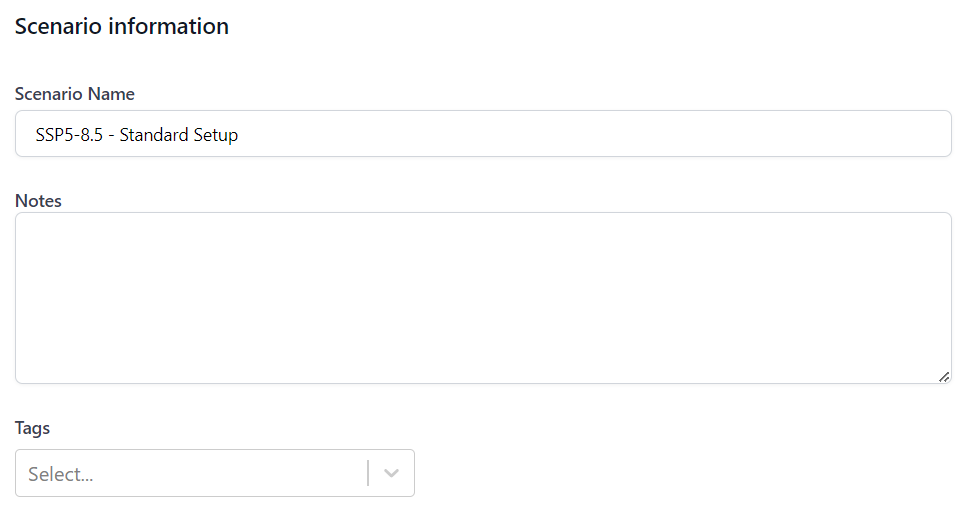 Scenario information
Scenario Name
SSP5-8.5 - Standard Setup
Notes
Tags
Select...